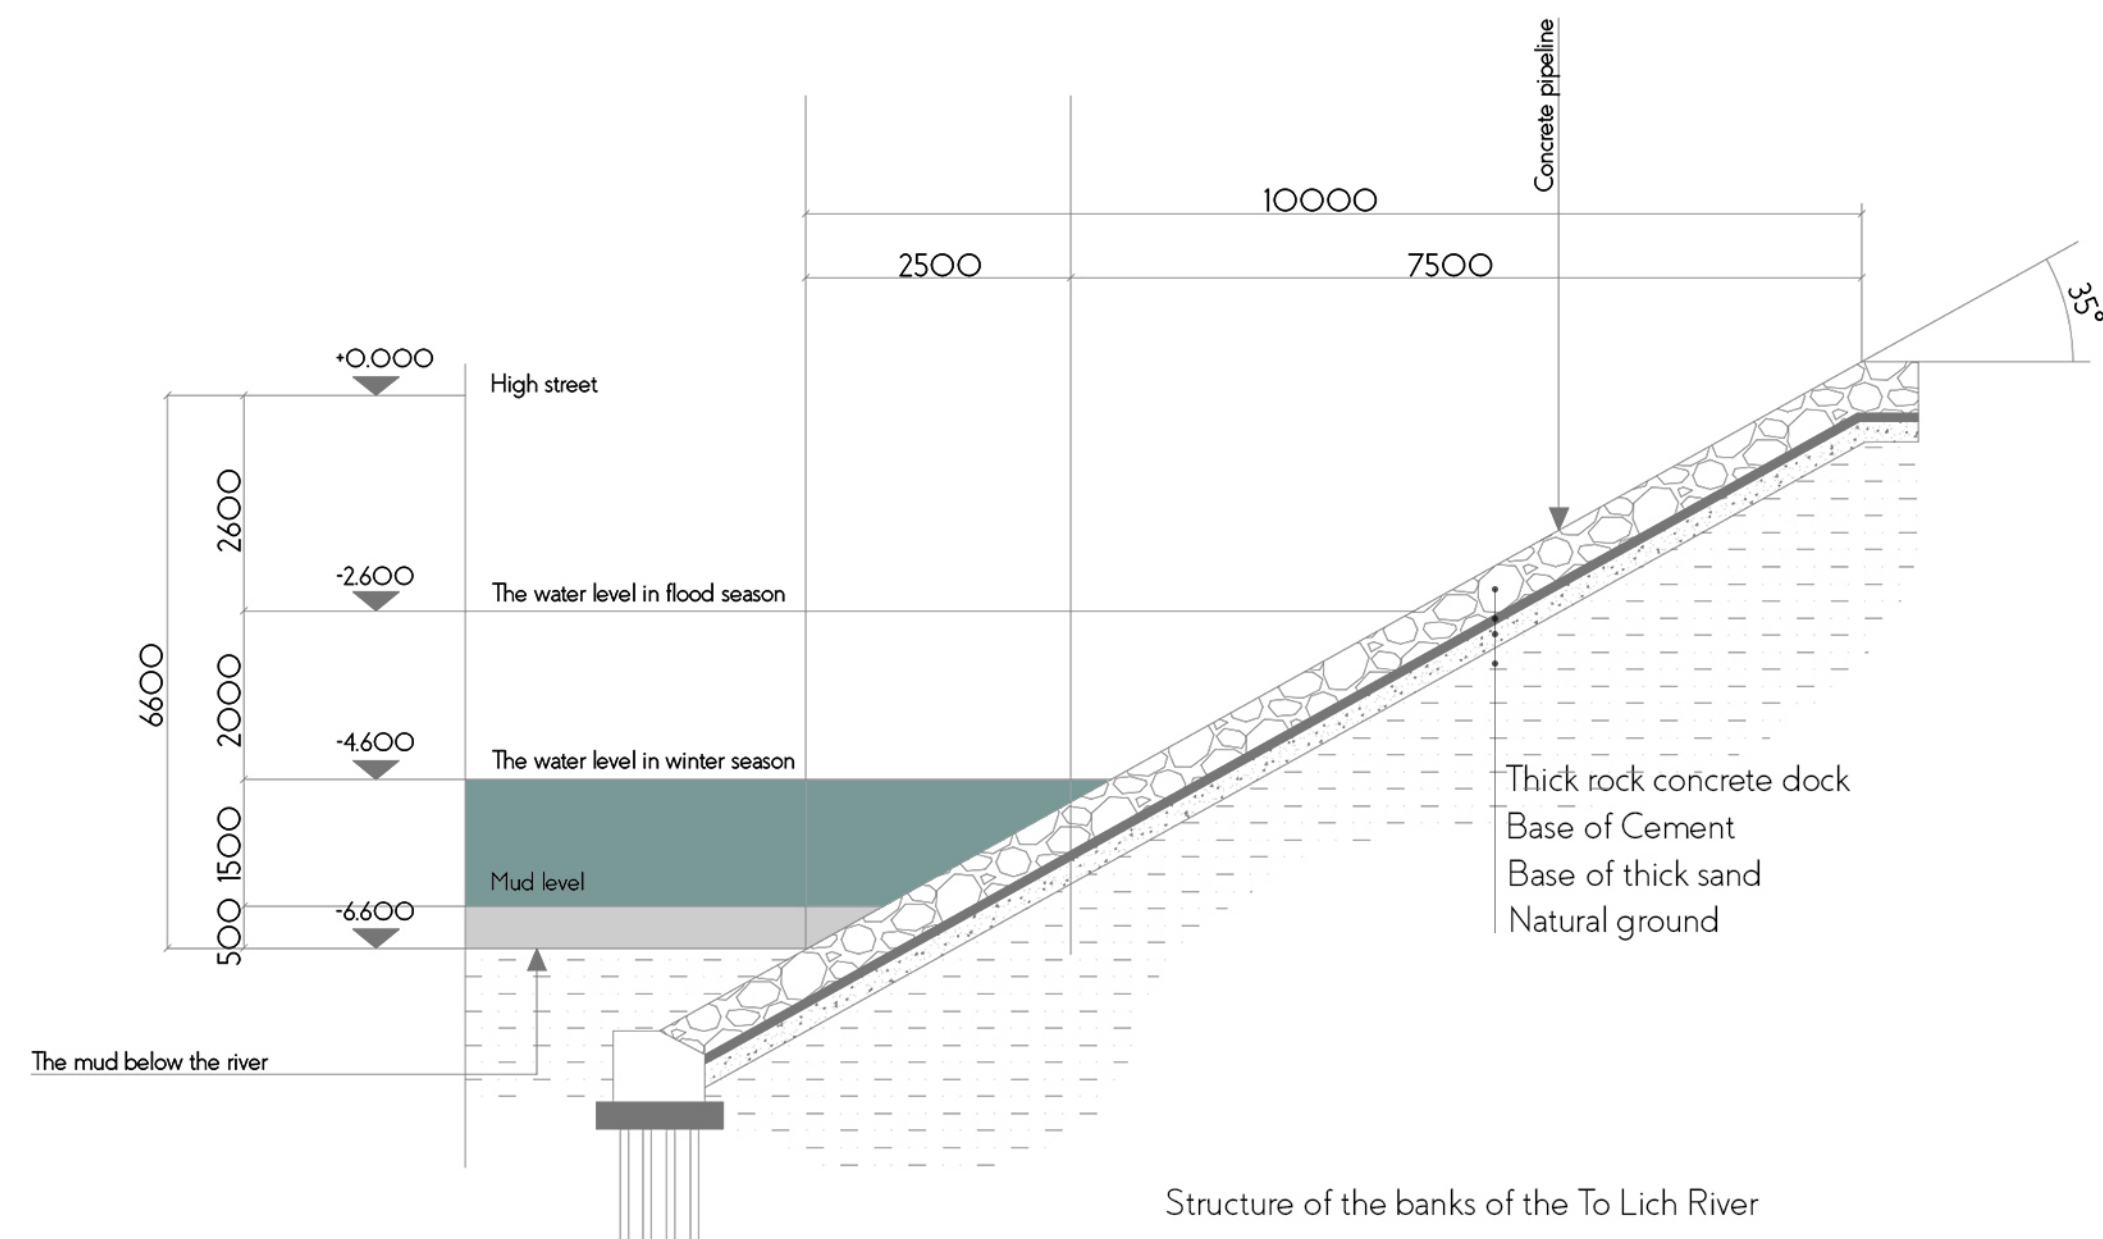 Concrete pipeline
10000
2500
7500
35°
+0.000
High street
2600
-2.600
The water level in flood season
6600
2000
-4.600
The water level in winter season
1500
Mud level
500
-6.600
The mud below the river
Thick rock concrete dock
Base of Cement
Base of thick sand
Natural ground
Structure of the banks of the To Lich River